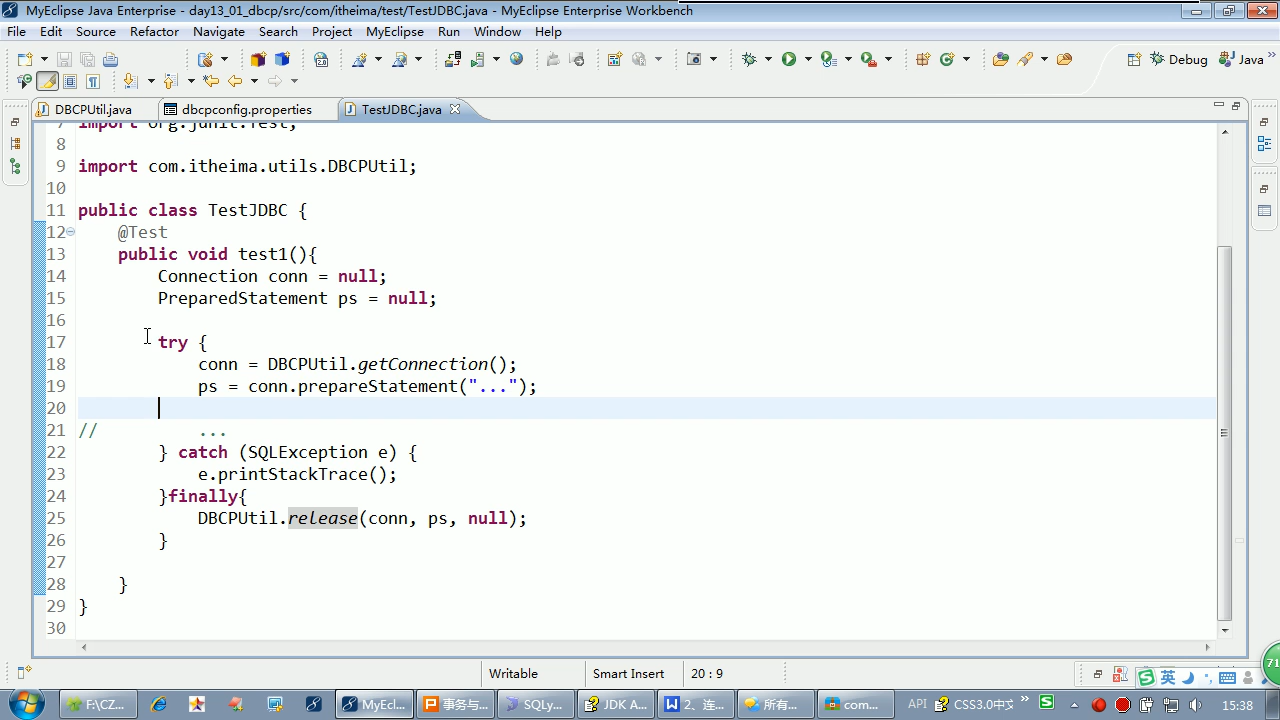 MyEclipse Java Enterprise - day13_01_dbcp/src/com/itheima/test/TestJDBC.java - MyEclipse Enterprise Workbench
File Edit Source Refactor Navigate Search Project MyEclipse Run Window Help
Debug Java
DBCPUtil.java dbcpconfig.properties TestJDBC.java
7 import org.junit.Test;
8
9 import com.itheima.utils.DBCPUtil;
10
11 public class TestJDBC {
12 @Test
13 public void test1(){
14 Connection conn = null;
15 PreparedStatement ps = null;
16
17 try {
18 conn = DBCPUtil.getConnection();
19 ps = conn.prepareStatement("...");
20
21 // ...
22 } catch (SQLException e) {
23 e.printStackTrace();
24 }finally{
25 DBCPUtil.release(conn, ps, null);
26 }
27
28 }
29 }
30
Writable Smart Insert 20 : 9
71
英
F:\CZ... MyEcl... 事务与... SQLy... JDK A... 2、连... 所有... com... API CSS3.0中文 15:38